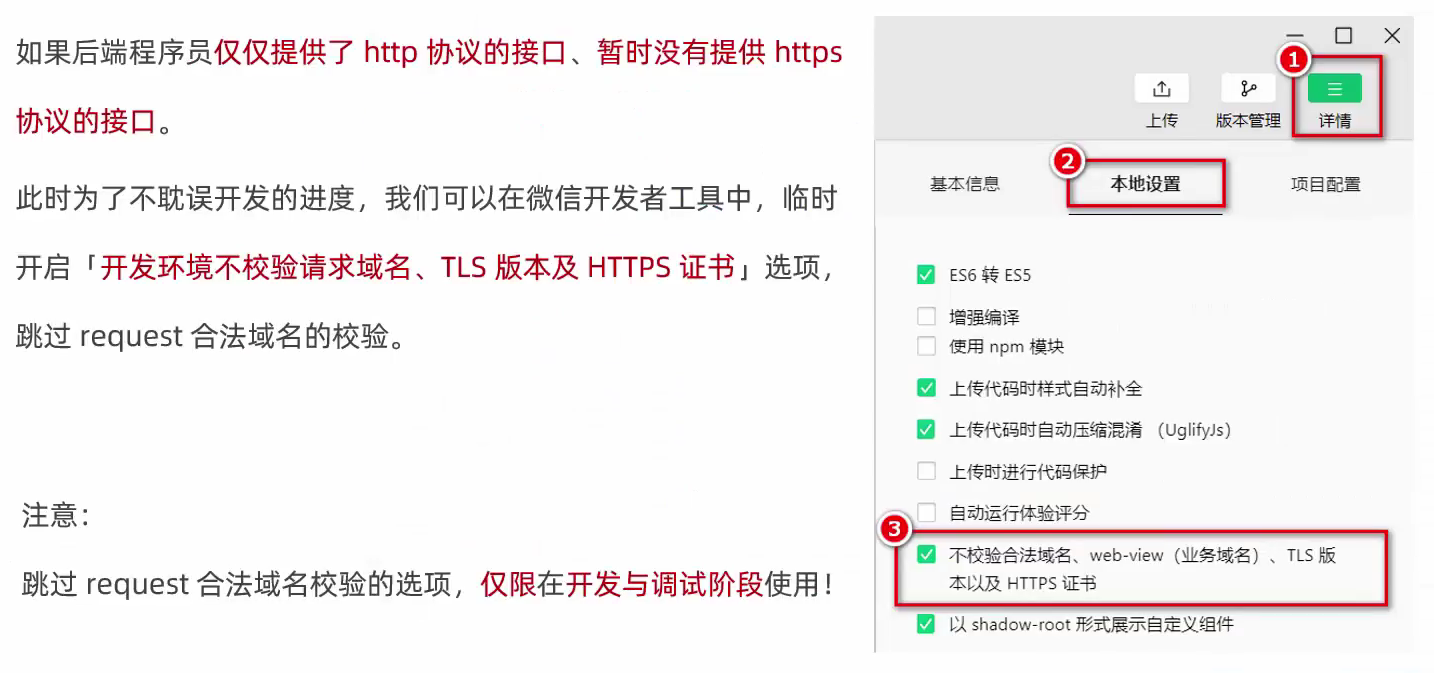 如果后端程序员仅仅提供了 http 协议的接口、暂时没有提供 https
协议的接口。
此时为了不耽误开发的进度，我们可以在微信开发者工具中，临时
开启「开发环境不校验请求域名、TLS 版本及 HTTPS 证书」选项，
跳过 request 合法域名的校验。
注意：
跳过 request 合法域名校验的选项，仅限在开发与调试阶段使用！
1
上传 版本管理 详情
2
基本信息 本地设置 项目配置
ES6 转 ES5
增强编译
使用 npm 模块
上传代码时样式自动补全
上传代码时自动压缩混淆 （UglifyJs）
上传时进行代码保护
自动运行体验评分
3
不校验合法域名、web-view（业务域名）、TLS 版
本以及 HTTPS 证书
以 shadow-root 形式展示自定义组件